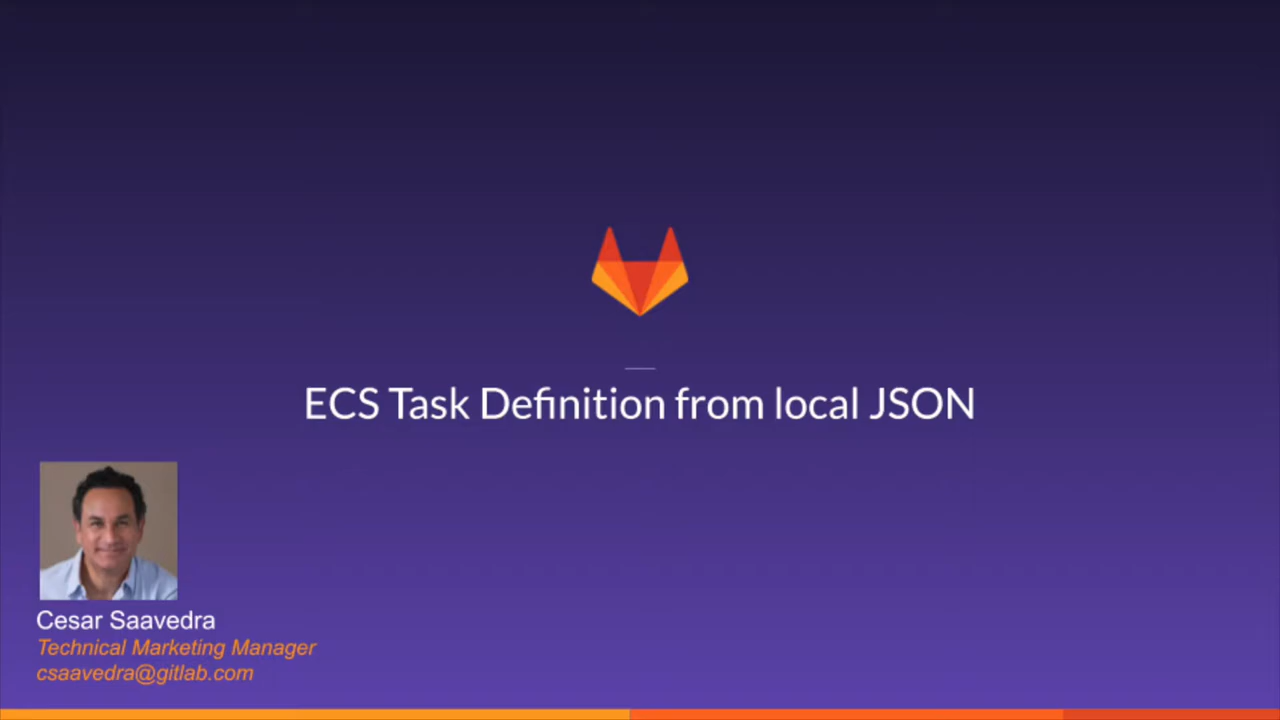 ECS Task Definition from local JSON
Cesar Saavedra
Technical Marketing Manager
csaavedra@gitlab.com